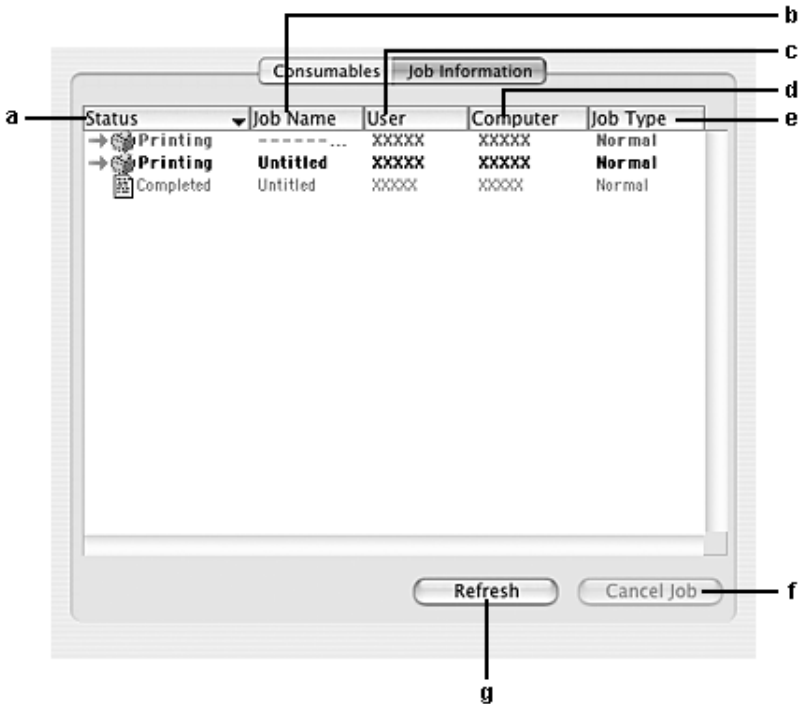 b
c
Consumables Job Information
d
a Status Job Name User Computer Job Type e
Printing ------... XXXXX XXXXX Normal
Printing Untitled XXXXX XXXXX Normal
Completed Untitled XXXXX XXXXX Normal
Refresh Cancel Job f
g